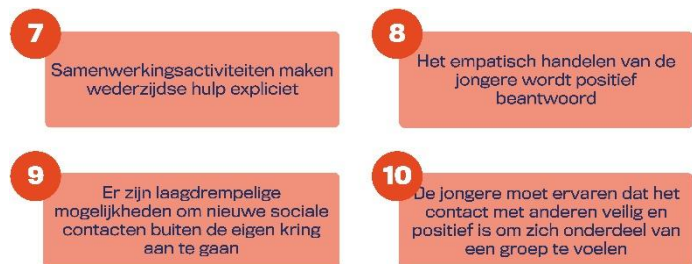 7
Samenwerkingsactiviteiten maken
wederzijdse hulp expliciet
8
Het empatisch handelen van de
jongere wordt positief
beantwoord
9
Er zijn laagdrempelige
mogelijkheden om nieuwe sociale
contacten buiten de eigen kring
aan te gaan
10
De jongere moet ervaren dat het
contact met anderen veilig en
positief is om zich onderdeel van
een groep te voelen